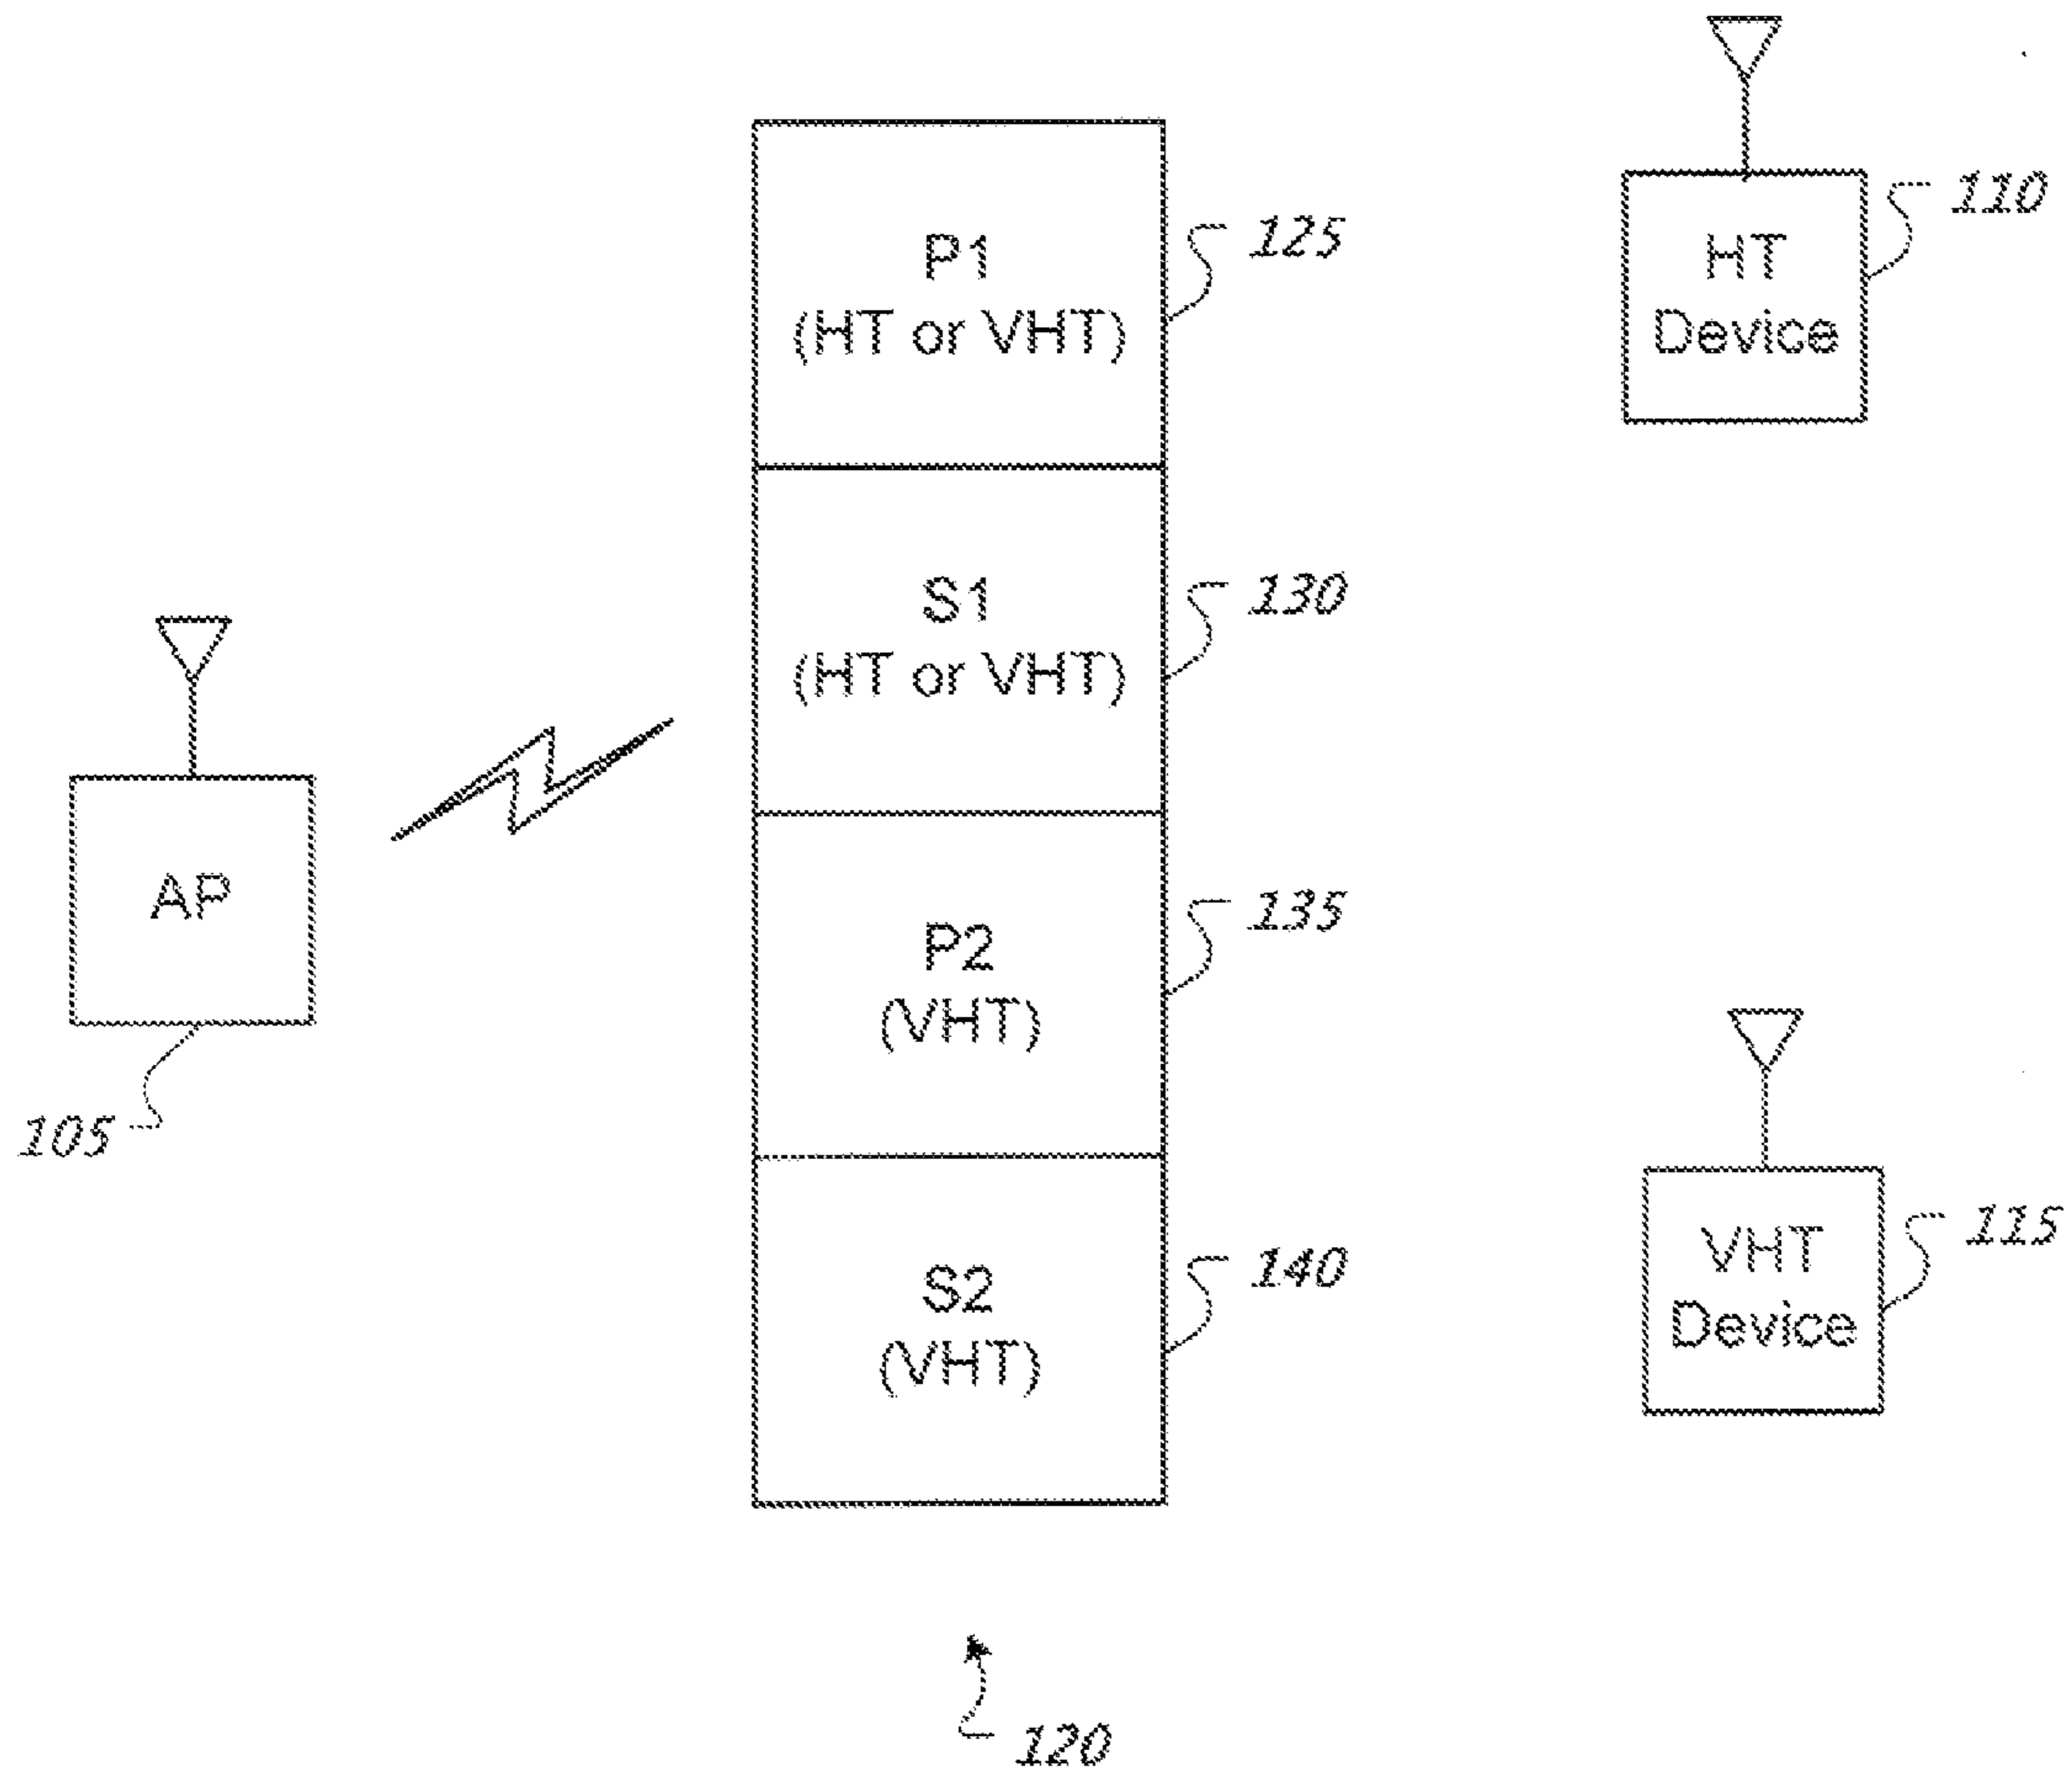 P1
(HT or VHT)
125
HT
Device
110
S1
(HT or VHT)
130
AP
105
P2
(VHT)
135
S2
(VHT)
140
VHT
Device
115
120